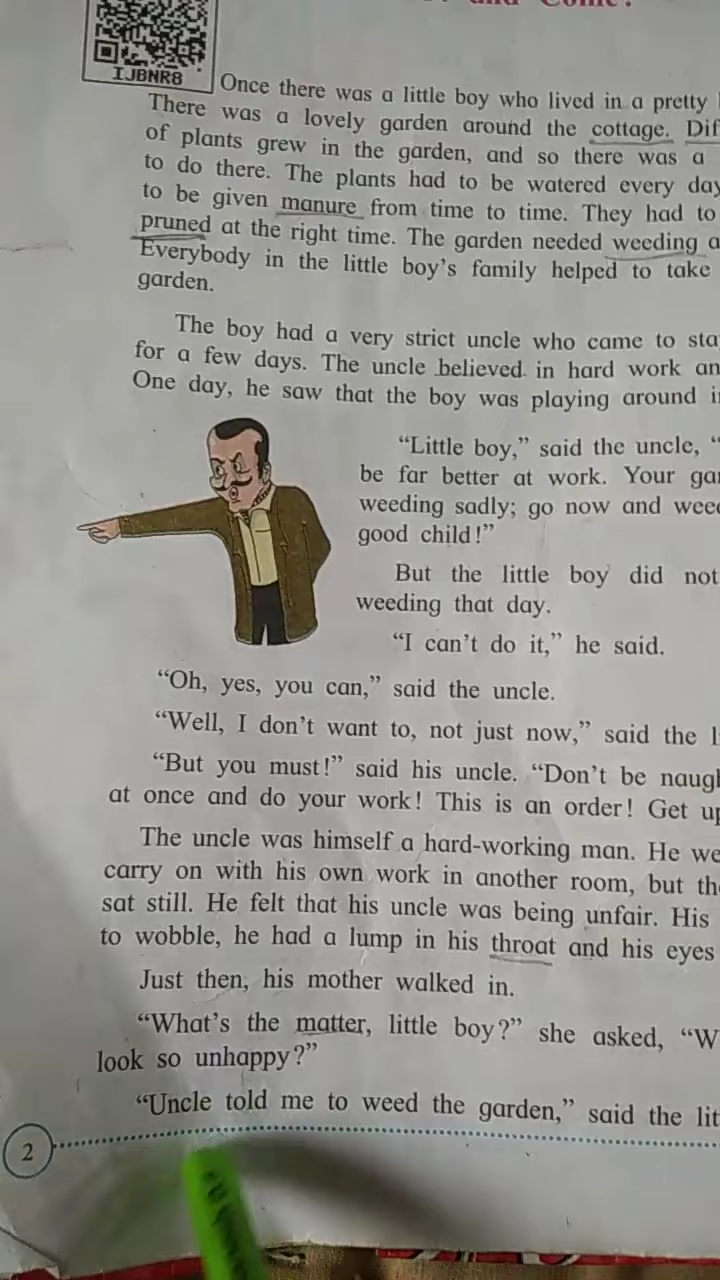 and Come!
IJBNR8
Once there was a little boy who lived in a pretty
There was a lovely garden around the cottage. Dif
of plants grew in the garden, and so there was a
to do there. The plants had to be watered every day
to be given manure from time to time. They had to
pruned at the right time. The garden needed weeding a
Everybody in the little boy's family helped to take
garden.
The boy had a very strict uncle who came to sta
for a few days. The uncle believed in hard work an
One day, he saw that the boy was playing around i
“Little boy,” said the uncle, “
be far better at work. Your gar
weeding sadly; go now and weed
good child!”
But the little boy did not
weeding that day.
“I can't do it,” he said.
“Oh, yes, you can,” said the uncle.
“Well, I don't want to, not just now,” said the l
“But you must!” said his uncle. “Don't be naugh
at once and do your work! This is an order! Get up
The uncle was himself a hard-working man. He we
carry on with his own work in another room, but the
sat still. He felt that his uncle was being unfair. His
to wobble, he had a lump in his throat and his eyes
Just then, his mother walked in.
“What's the matter, little boy?” she asked, “W
look so unhappy?”
“Uncle told me to weed the garden,” said the lit
2